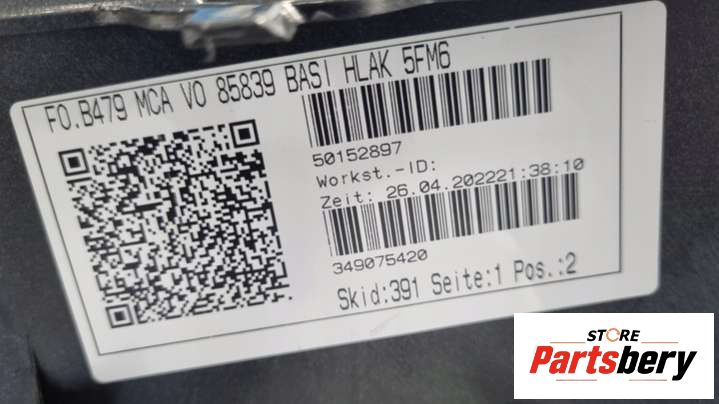 FO.B479 MCA VO 85839 BASI HLAK 5FM6
50152897
Workst.-ID:
Zeit: 26.04.202221:38:10
349075420
Skid:391 Seite:1 Pos.:2
STORE
Partsbery